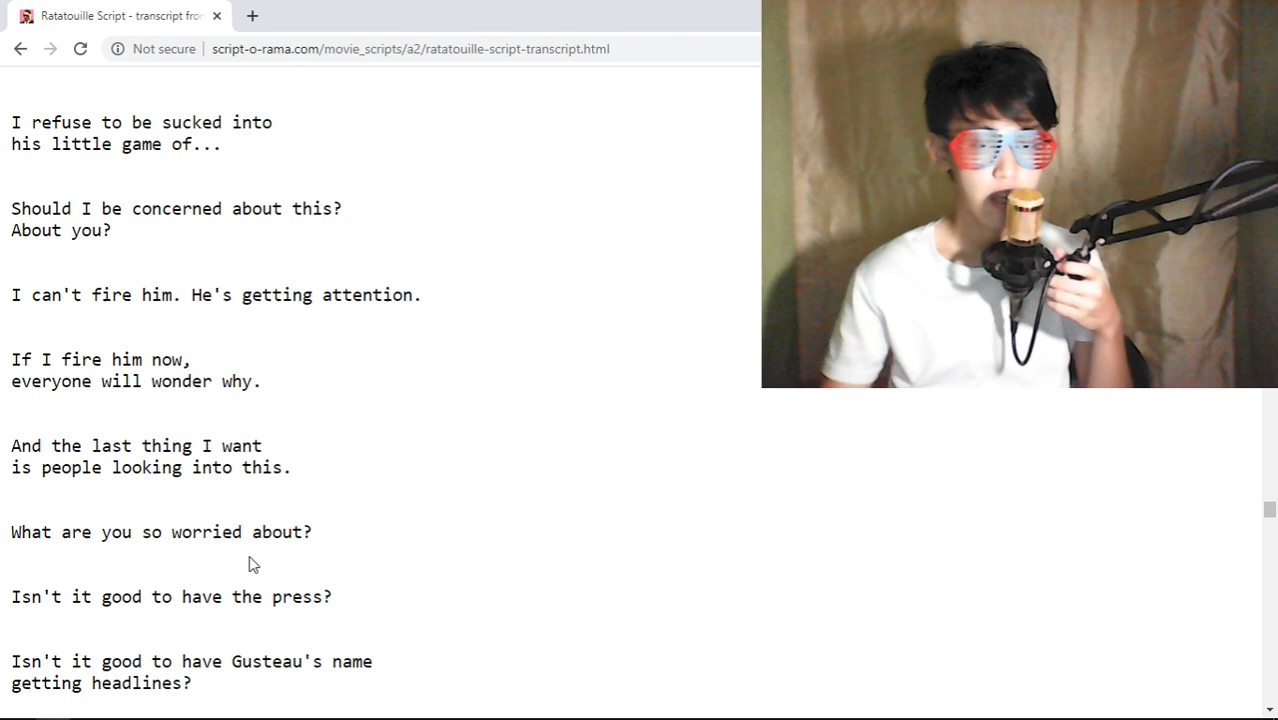 Ratatouille Script - transcript fro
Not secure
script-o-rama.com/movie_scripts/a2/ratatouille-script-transcript.html
I refuse to be sucked into
his little game of...
Should I be concerned about this?
About you?
I can't fire him. He's getting attention.
If I fire him now,
everyone will wonder why.
And the last thing I want
is people looking into this.
What are you so worried about?
Isn't it good to have the press?
Isn't it good to have Gusteau's name
getting headlines?